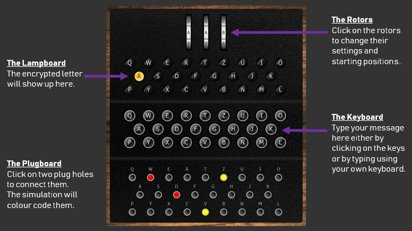 The Rotors
Click on the rotors
to change their
settings and
starting positions.
The Lampboard
The encrypted letter
will show up here.
A A A
Q W E R T Z U I O
A S D F G H J K
P Y X C V B N M L
The Keyboard
Type your message
here either by
clicking on the keys
or by typing using
your own keyboard.
Q W E R T Z U I O
A S D F G H J K
P Y X C V B N M L
The Plugboard
Click on two plug holes
to connect them.
The simulation will
colour code them.
Q W E R T Z U I O
A S D F G H J K
P Y X C V B N M L